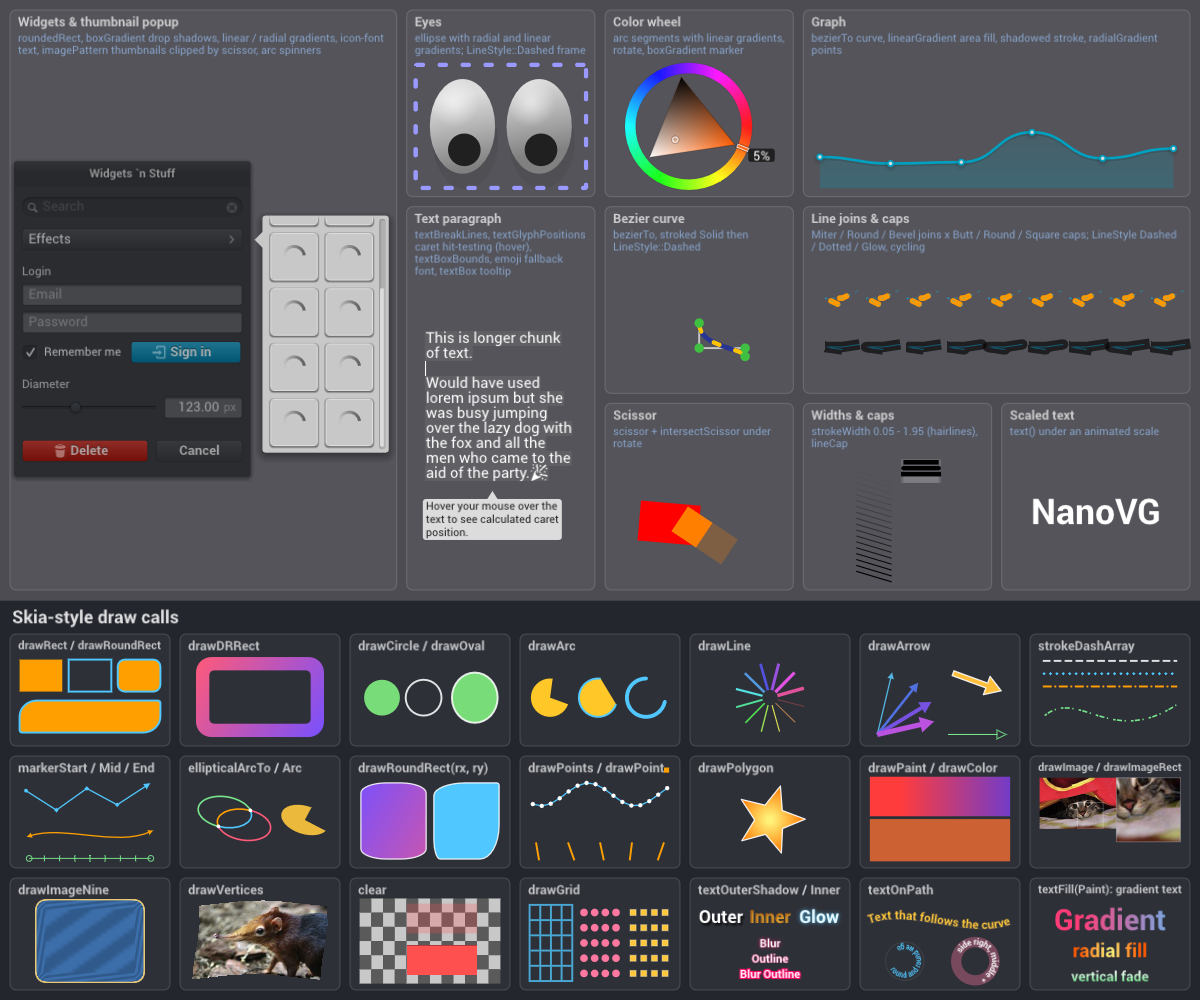 Widgets & thumbnail popup
roundedRect, boxGradient drop shadows, linear / radial gradients, icon-font
text, imagePattern thumbnails clipped by scissor, arc spinners
Widgets `n Stuff
Search
Effects
Login
Email
Password
Remember me
Sign in
Diameter
123.00 px
Delete
Cancel
Eyes
ellipse with radial and linear
gradients; LineStyle::Dashed frame
Color wheel
arc segments with linear gradients,
rotate, boxGradient marker
5%
Graph
bezierTo curve, linearGradient area fill, shadowed stroke, radialGradient
points
Text paragraph
textBreakLines, textGlyphPositions
caret hit-testing (hover),
textBoxBounds, emoji fallback
font, textBox tooltip
This is longer chunk
of text.
Would have used
lorem ipsum but she
was busy jumping
over the lazy dog with
the fox and all the
men who came to the
aid of the party.🎉
Hover your mouse over the
text to see calculated caret
position.
Bezier curve
bezierTo, stroked Solid then
LineStyle::Dashed
Line joins & caps
Miter / Round / Bevel joins x Butt / Round / Square caps; LineStyle Dashed
/ Dotted / Glow, cycling
Scissor
scissor + intersectScissor under
rotate
Widths & caps
strokeWidth 0.05 - 1.95 (hairlines),
lineCap
Scaled text
text() under an animated scale
NanoVG
Skia-style draw calls
drawRect / drawRoundRect
drawDRRect
drawCircle / drawOval
drawArc
drawLine
drawArrow
strokeDashArray
markerStart / Mid / End
ellipticalArcTo / Arc
drawRoundRect(rx, ry)
drawPoints / drawPoint
drawPolygon
drawPaint / drawColor
drawImage / drawImageRect
drawImageNine
drawVertices
clear
drawGrid
textOuterShadow / Inner
Outer Inner Glow
Blur
Outline
Blur Outline
textOnPath
Text that follows the curve
side right, middle
textFill(Paint): gradient text
Gradient
radial fill
vertical fade